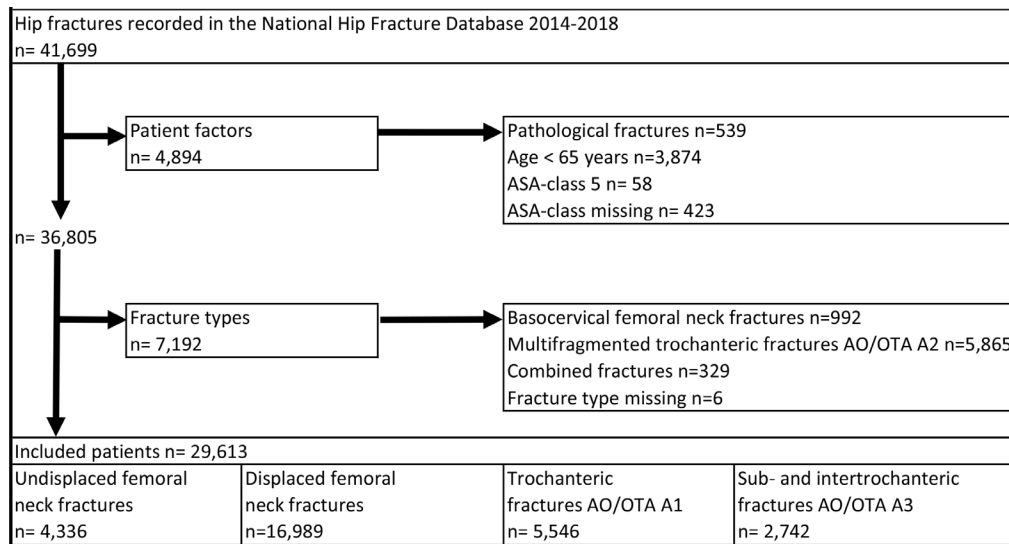 Hip fractures recorded in the National Hip Fracture Database 2014-2018
n= 41,699
Patient factors
n= 4,894
Pathological fractures n=539
Age < 65 years n=3,874
ASA-class 5 n= 58
ASA-class missing n= 423
n= 36,805
Fracture types
n= 7,192
Basocervical femoral neck fractures n=992
Multifragmented trochanteric fractures AO/OTA A2 n=5,865
Combined fractures n=329
Fracture type missing n=6
Included patients n= 29,613
Undisplaced femoral
neck fractures
n= 4,336
Displaced femoral
neck fractures
n=16,989
Trochanteric
fractures AO/OTA A1
n= 5,546
Sub- and intertrochanteric
fractures AO/OTA A3
n= 2,742